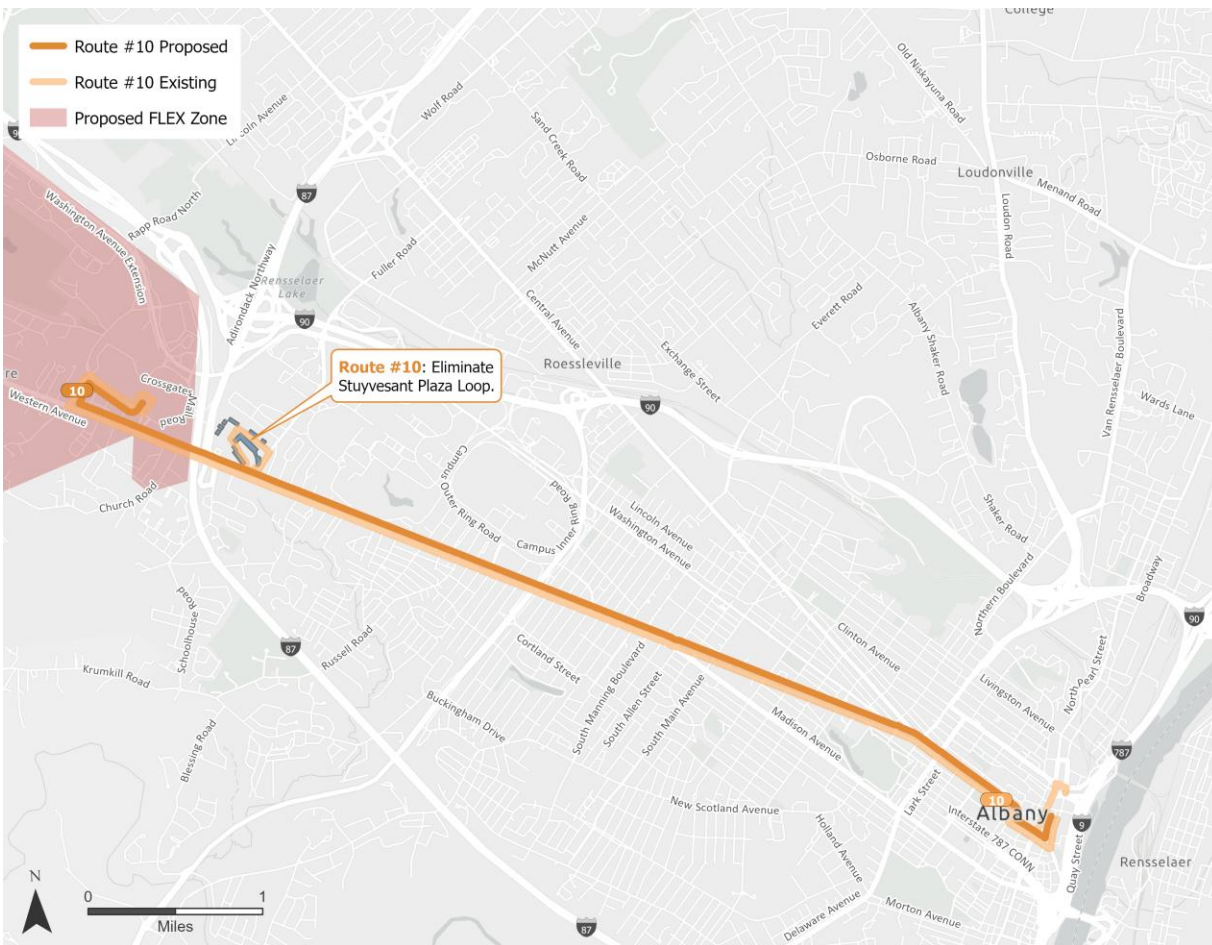 College
Route #10 Proposed
Route #10 Existing
Proposed FLEX Zone
Lincoln Avenue
Wolf Road
Sand Creek Road
Old Niskayuna Road
Osborne Road
Loudonville
Menand Road
87
Washington Avenue Extension
Rapp Road North
Adirondack Northway
Fuller Road
McNutt Avenue
Loudon Road
Rensselaer
Lake
90
Central Avenue
Everett Road
Albany Shaker Road
Van Rensselaer Boulevard
Route #10: Eliminate
Stuyvesant Plaza Loop.
Roessleville
Exchange Street
90
re
10
Crossgates
Mall Road
Western Avenue
Wards Lane
Church Road
Campus
Outer Ring Road
Campus
Inner
Ring Road
Lincoln Avenue
Washington Avenue
Shaker Road
Northern Boulevard
Broadway
90
Schoolhouse
Road
87
Russell Road
Krumkill Road
Cortland Street
Clinton Avenue
Livingston Avenue
North Pearl Street
Blessing Road
Buckingham Drive
South Manning Boulevard
South Allen Street
South Main Avenue
Madison Avenue
787
Lark Street
10
Albany
New Scotland Avenue
Interstate 787 CONN
9
Holland Avenue
Quay Street
Rensselaer
N
0
1
Miles
Delaware Avenue
Morton Avenue
87